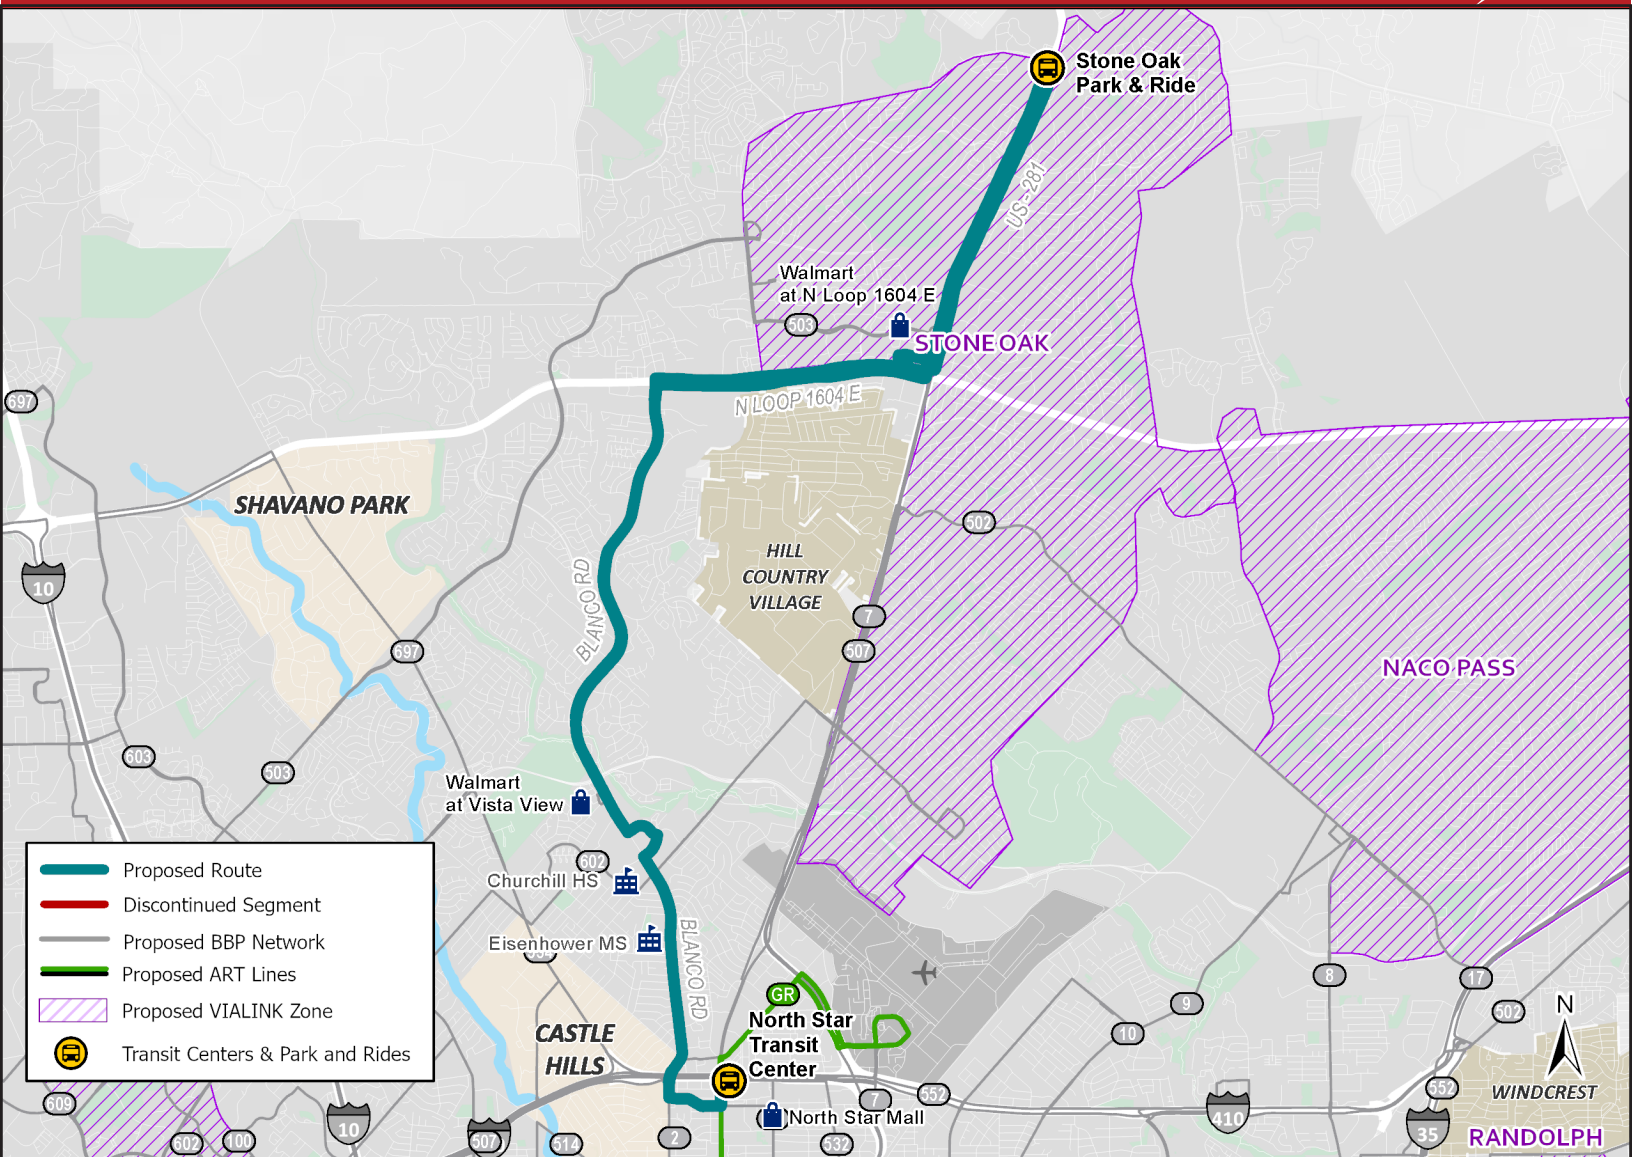 Stone Oak
Park & Ride
US - 281
Walmart
at N Loop 1604 E
503
STONE OAK
N LOOP 1604 E
697
SHAVANO PARK
502
HILL
COUNTRY
VILLAGE
10
BLANCO RD
7
697
507
NACO PASS
603
503
Walmart
at Vista View
602
Churchill HS
Eisenhower MS
BLANCO RD
Proposed Route
Discontinued Segment
Proposed BBP Network
Proposed ART Lines
Proposed VIALINK Zone
Transit Centers & Park and Rides
8
17
GR
9
502
N
North Star
Transit
Center
10
CASTLE
HILLS
WINDCREST
609
552
552
7
410
North Star Mall
10
35
602
100
507
514
2
532
RANDOLPH